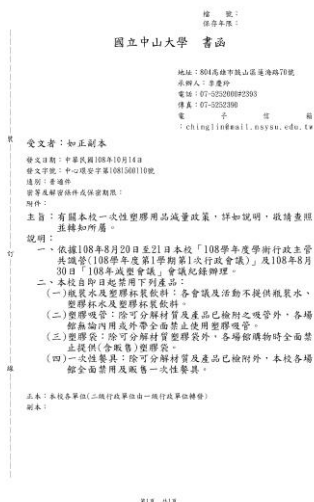 檔　　號：
保存年限：
國立中山大學　書函
地址：804高雄市鼓山區蓮海路70號
承辦人：李慶玲
電話：07-5252000#2393
傳真：07-5252390
電子信箱
：chinglin@mail.nsysu.edu.tw
受文者：如正副本
發文日期：中華民國108年10月14日
發文字號：中心環安字第1081500110號
速別：普通件
密等及解密條件或保密期限：
附件：
主旨：有關本校一次性塑膠用品減量政策，詳如說明，敬請查照
並轉知所屬。
說明：
一、依據108年8月20日至21日本校「108學年度學術行政主管
共識營(108學年度第1學期第1次行政會議)」及108年8月
30日「108年減塑會議」會議紀錄辦理。
二、本校自即日起禁用下列產品：
(一)瓶裝水及塑膠杯裝飲料：各會議及活動不提供瓶裝水、
塑膠杯水及塑膠杯裝飲料。
(二)塑膠吸管：除可分解材質及產品已檢附之吸管外，各場
館無論內用或外帶全面禁止使用塑膠吸管。
(三)塑膠袋：除可分解材質塑膠袋外，各場館購物時全面禁
止提供(含販售)塑膠袋。
(四)一次性餐具：除可分解材質及產品已檢附外，本校各場
館全面禁用及販售一次性餐具。
正本：本校各單位(二級行政單位由一級行政單位轉發)
副本：
裝
訂
線
第1頁　共1頁